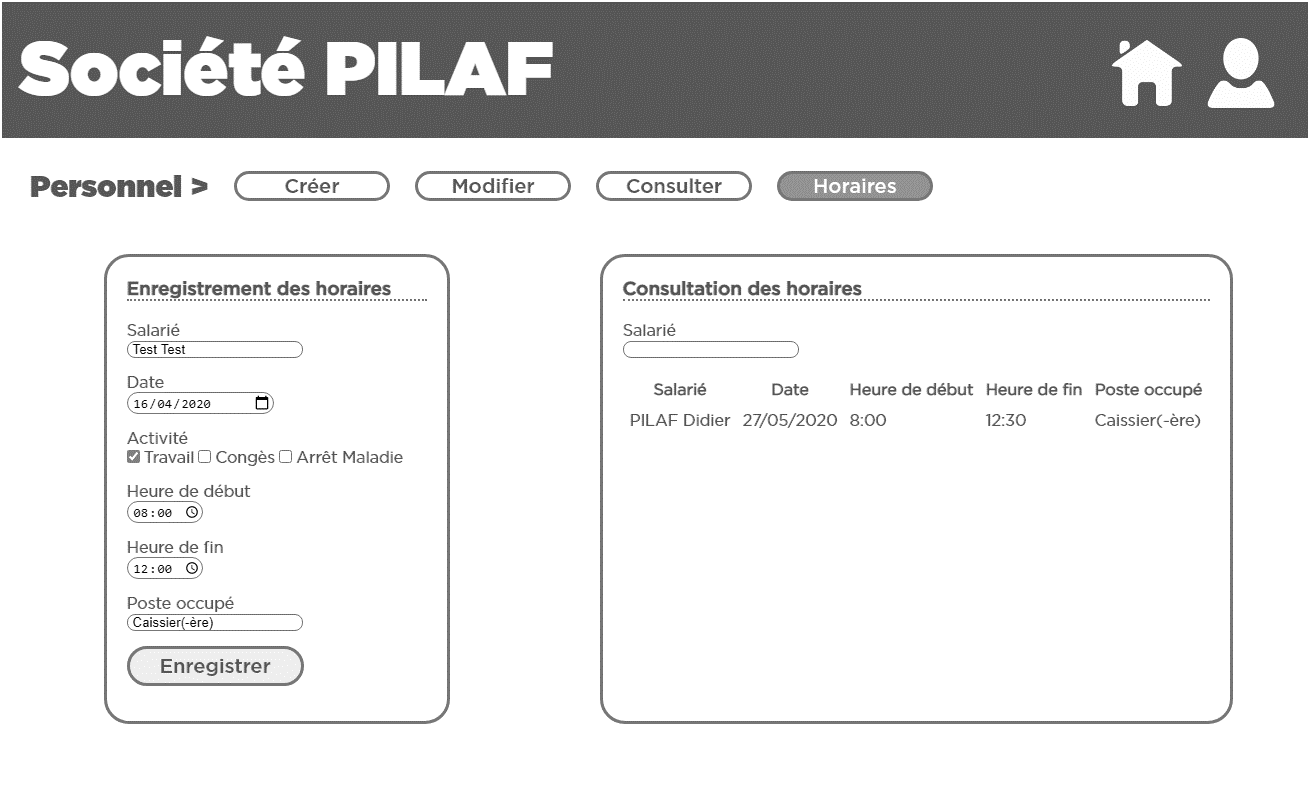 Société PILAF
Personnel > Créer Modifier Consulter Horaires
Enregistrement des horaires
Salarié
Test Test
Date
16/04/2020
Activité
Travail Congès Arrêt Maladie
Heure de début
08:00
Heure de fin
12:00
Poste occupé
Caissier(-ère)
Enregistrer
Consultation des horaires
Salarié
Salarié Date Heure de début Heure de fin Poste occupé
PILAF Didier 27/05/2020 8:00 12:30 Caissier(-ère)